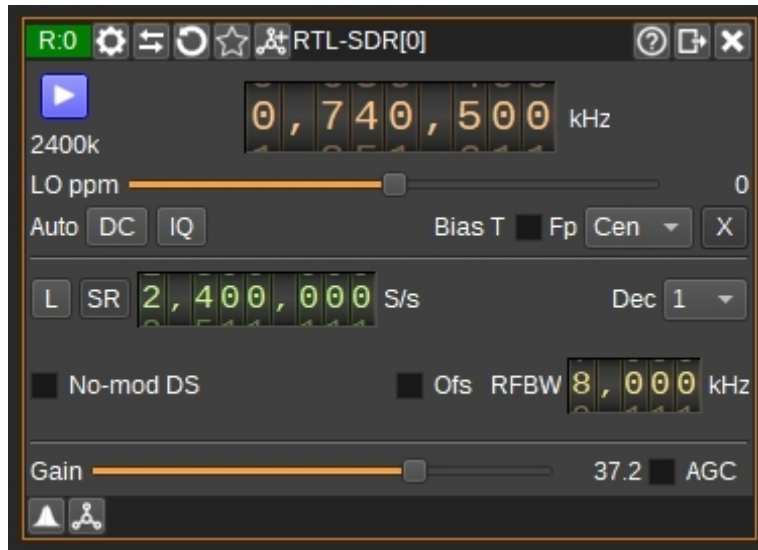 R:0 RTL-SDR[0]
0,740,500 kHz
2400k
LO ppm 0
Auto DC IQ Bias T Fp Cen X
L SR 2,400,000 S/s Dec 1
No-mod DS Ofs RFBW 8,000 kHz
Gain 37.2 AGC